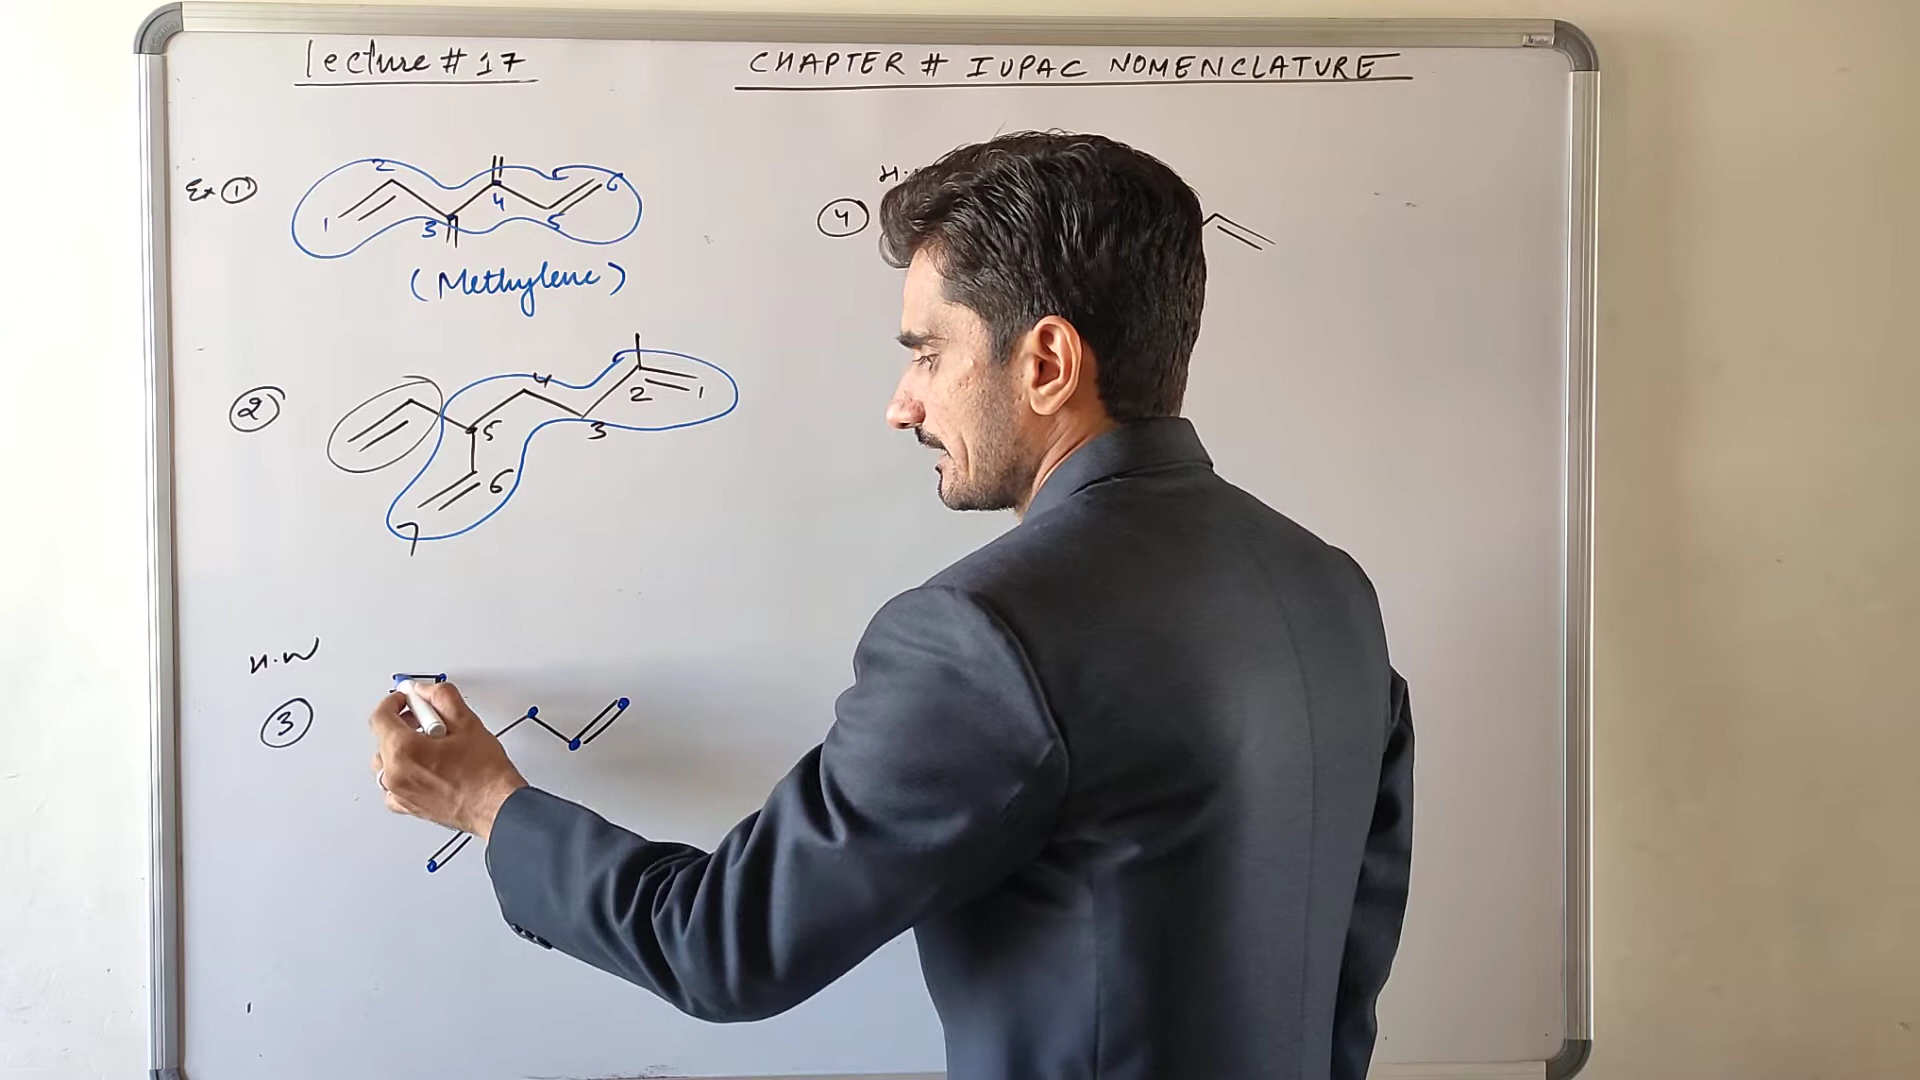 lecture # 17
CHAPTER # IUPAC NOMENCLATURE
Ex ①
1 2 3 4 5 6
(Methylene)
②
1 2 3 4 5 6 7
H.W
③
④